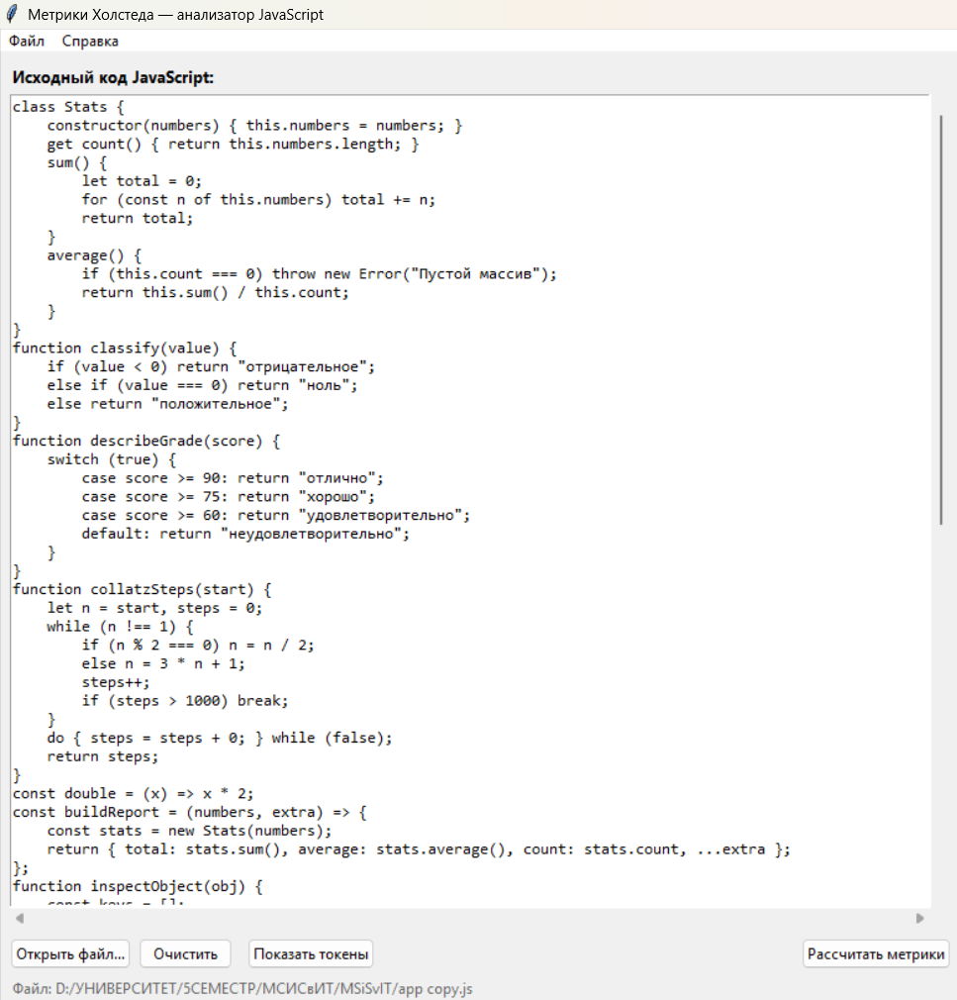 Метрики Холстеда — анализатор JavaScript
Файл Справка
Исходный код JavaScript:
class Stats {
    constructor(numbers) { this.numbers = numbers; }
    get count() { return this.numbers.length; }
    sum() {
        let total = 0;
        for (const n of this.numbers) total += n;
        return total;
    }
    average() {
        if (this.count === 0) throw new Error("Пустой массив");
        return this.sum() / this.count;
    }
}
function classify(value) {
    if (value < 0) return "отрицательное";
    else if (value === 0) return "ноль";
    else return "положительное";
}
function describeGrade(score) {
    switch (true) {
        case score >= 90: return "отлично";
        case score >= 75: return "хорошо";
        case score >= 60: return "удовлетворительно";
        default: return "неудовлетворительно";
    }
}
function collatzSteps(start) {
    let n = start, steps = 0;
    while (n !== 1) {
        if (n % 2 === 0) n = n / 2;
        else n = 3 * n + 1;
        steps++;
        if (steps > 1000) break;
    }
    do { steps = steps + 0; } while (false);
    return steps;
}
const double = (x) => x * 2;
const buildReport = (numbers, extra) => {
    const stats = new Stats(numbers);
    return { total: stats.sum(), average: stats.average(), count: stats.count, ...extra };
};
function inspectObject(obj) {
    const keys = [];
Открыть файл... Очистить Показать токены Рассчитать метрики
Файл: D:/УНИВЕРСИТЕТ/5СЕМЕСТР/МСИСвИТ/MSiSvIT/app copy.js